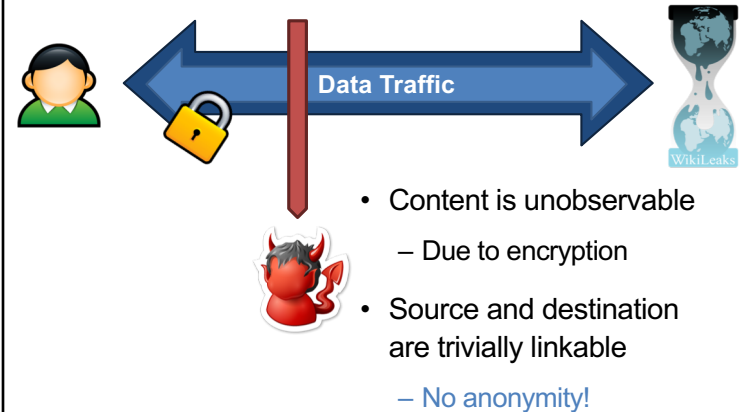 Data Traffic
WikiLeaks
• Content is unobservable
– Due to encryption
• Source and destination
are trivially linkable
– No anonymity!